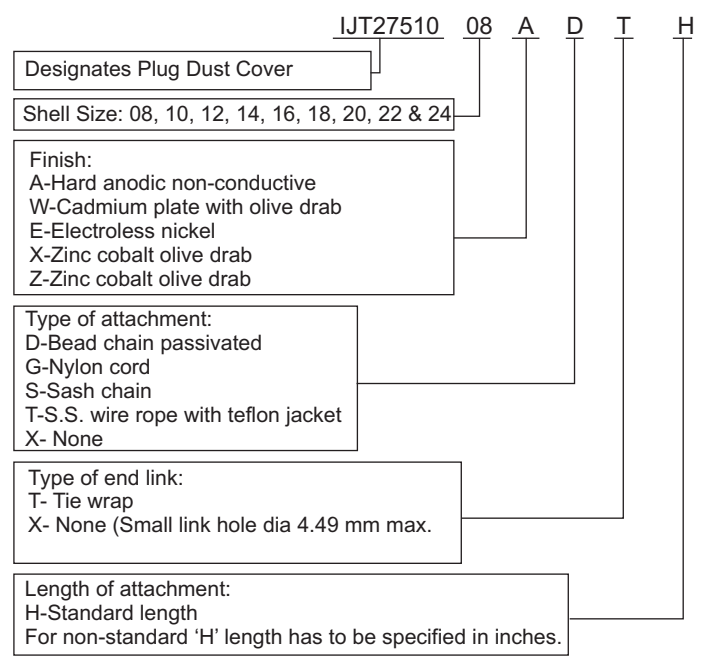 IJT27510 08 A D T H
Designates Plug Dust Cover
Shell Size: 08, 10, 12, 14, 16, 18, 20, 22 & 24
Finish:
A-Hard anodic non-conductive
W-Cadmium plate with olive drab
E-Electroless nickel
X-Zinc cobalt olive drab
Z-Zinc cobalt olive drab
Type of attachment:
D-Bead chain passivated
G-Nylon cord
S-Sash chain
T-S.S. wire rope with teflon jacket
X- None
Type of end link:
T- Tie wrap
X- None (Small link hole dia 4.49 mm max.
Length of attachment:
H-Standard length
For non-standard ‘H’ length has to be specified in inches.